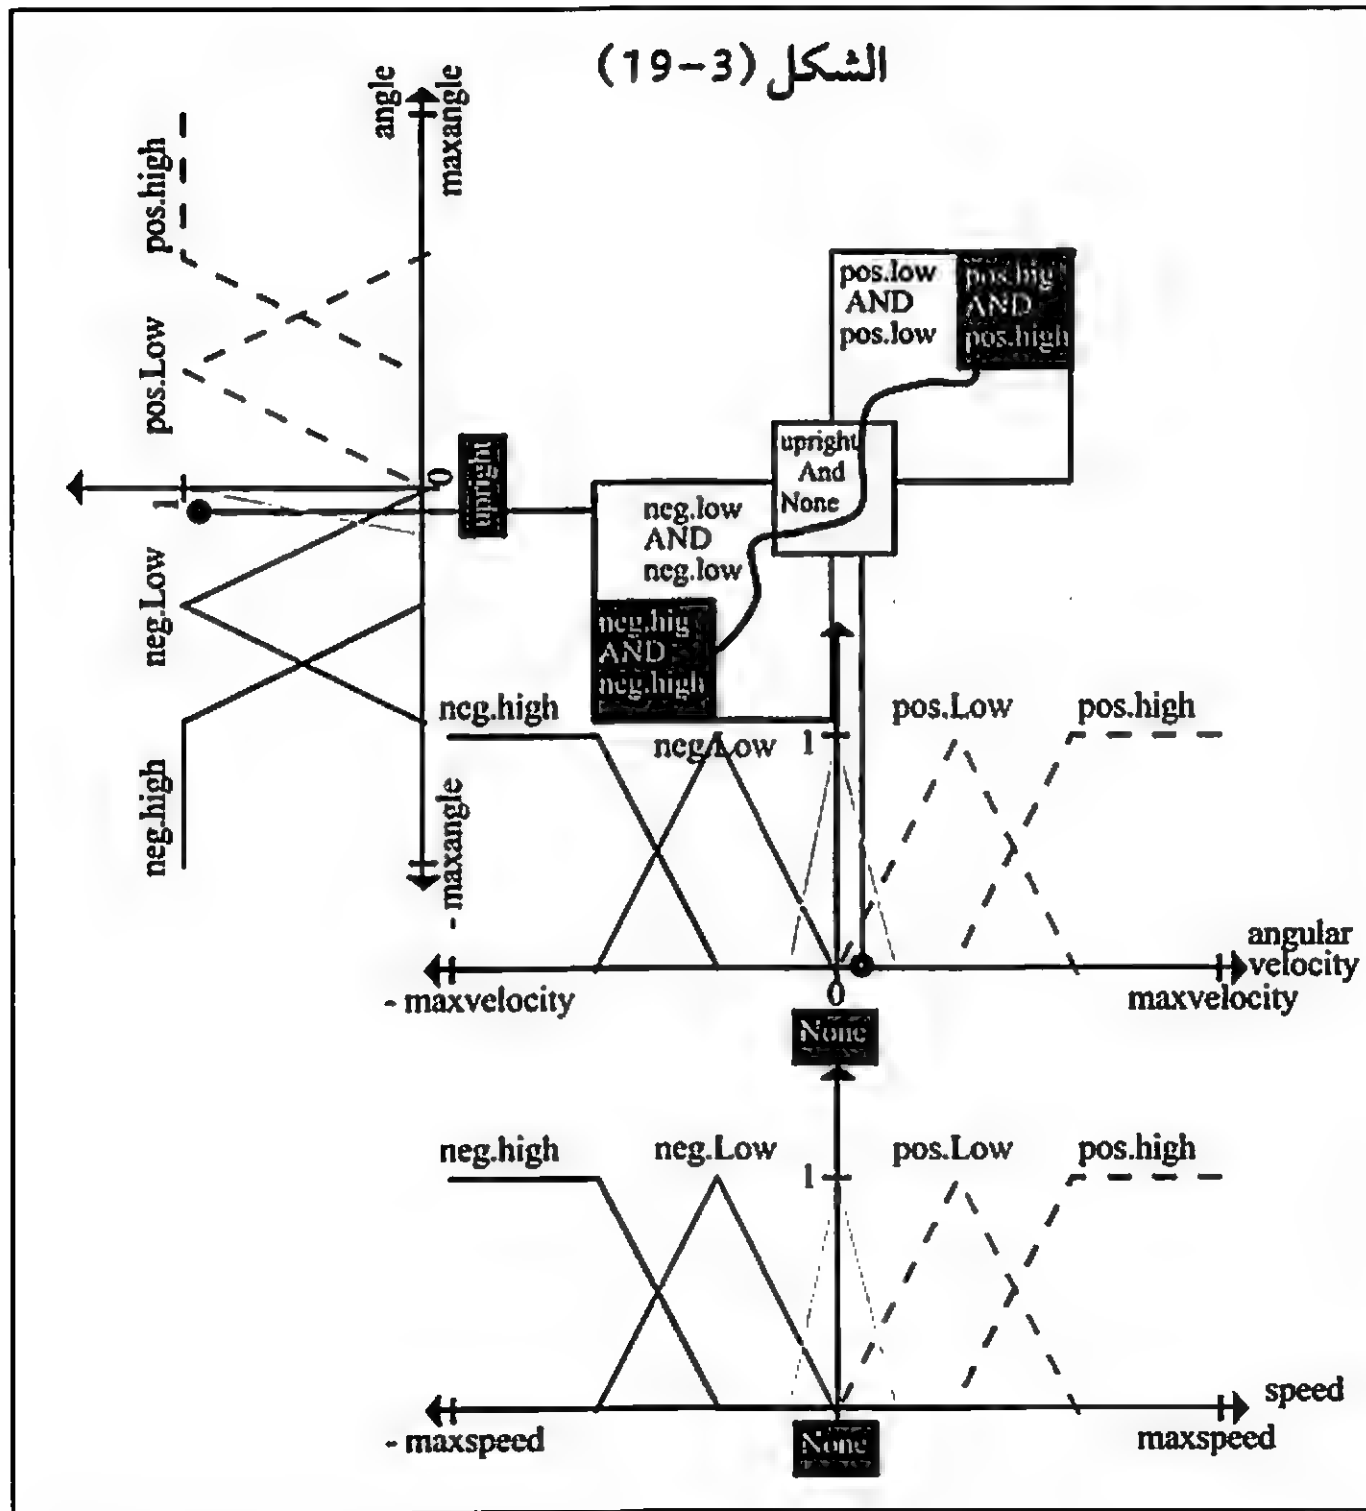 الشكل (3-19)
angle
maxangle
pos.high
pos.Low
0
1
upright
neg.Low
neg.high
- maxangle
pos.low
AND
pos.low
pos.hig
AND
pos.high
upright
And
None
neg.low
AND
neg.low
neg.hig
AND
neg.high
neg.high
neg.Low
1
pos.Low
pos.high
angular
velocity
- maxvelocity
0
maxvelocity
None
neg.high
neg.Low
1
pos.Low
pos.high
speed
- maxspeed
None
maxspeed